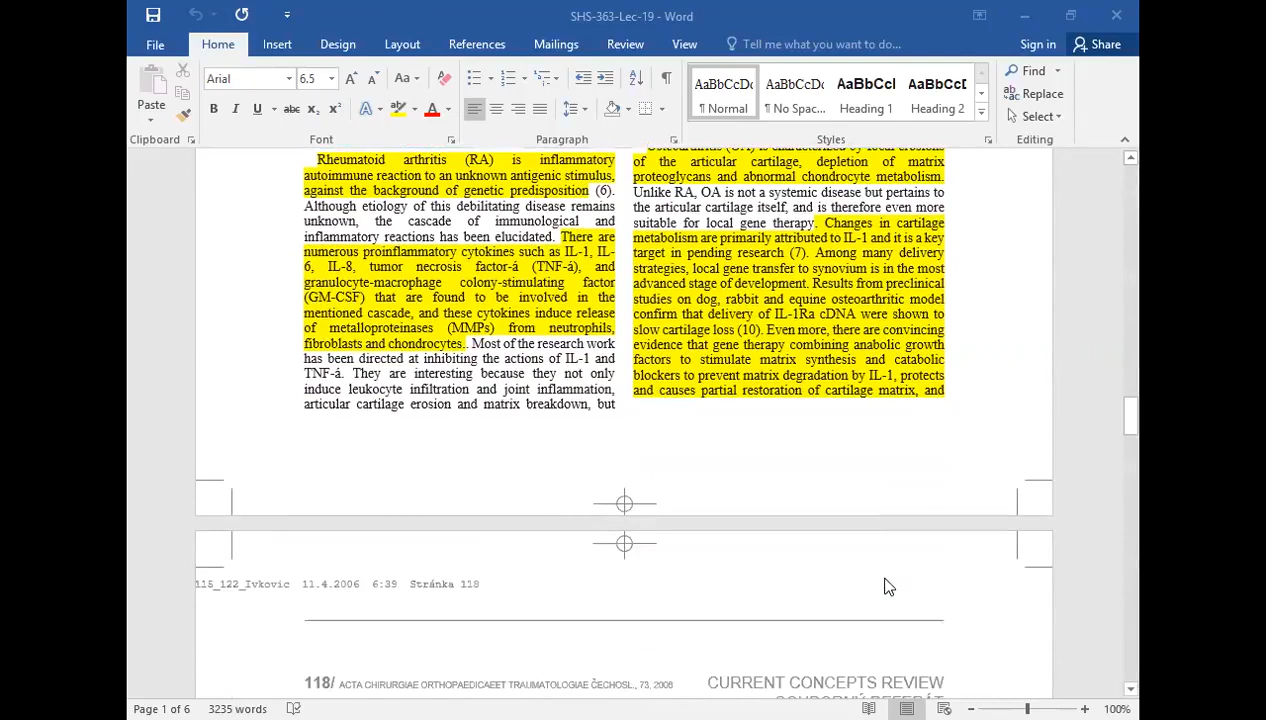 SHS-363-Lec-19 - Word
File Home Insert Design Layout References Mailings Review View Tell me what you want to do... Sign in Share
Paste
Arial 6.5 Aa
B I U abc x₂ x² A A
AaBbCcDc AaBbCcDc AaBbCcI AaBbCcD
¶ Normal ¶ No Spac... Heading 1 Heading 2
Find
Replace
Select
Clipboard Font Paragraph Styles Editing
Rheumatoid arthritis (RA) is inflammatory
autoimmune reaction to an unknown antigenic stimulus,
against the background of genetic predisposition (6).
Although etiology of this debilitating disease remains
unknown, the cascade of immunological and
inflammatory reactions has been elucidated. There are
numerous proinflammatory cytokines such as IL-1, IL-
6, IL-8, tumor necrosis factor-á (TNF-á), and
granulocyte-macrophage colony-stimulating factor
(GM-CSF) that are found to be involved in the
mentioned cascade, and these cytokines induce release
of metalloproteinases (MMPs) from neutrophils,
fibroblasts and chondrocytes.. Most of the research work
has been directed at inhibiting the actions of IL-1 and
TNF-á. They are interesting because they not only
induce leukocyte infiltration and joint inflammation,
articular cartilage erosion and matrix breakdown, but
Osteoarthritis (OA) is characterized by focal erosions
of the articular cartilage, depletion of matrix
proteoglycans and abnormal chondrocyte metabolism.
Unlike RA, OA is not a systemic disease but pertains to
the articular cartilage itself, and is therefore even more
suitable for local gene therapy. Changes in cartilage
metabolism are primarily attributed to IL-1 and it is a key
target in pending research (7). Among many delivery
strategies, local gene transfer to synovium is in the most
advanced stage of development. Results from preclinical
studies on dog, rabbit and equine osteoarthritic model
confirm that delivery of IL-1Ra cDNA were shown to
slow cartilage loss (10). Even more, there are convincing
evidence that gene therapy combining anabolic growth
factors to stimulate matrix synthesis and catabolic
blockers to prevent matrix degradation by IL-1, protects
and causes partial restoration of cartilage matrix, and
115_122_Ivkovic 11.4.2006 6:39 Stránka 118
118/ ACTA CHIRURGIAE ORTHOPAEDICAEET TRAUMATOLOGIAE ČECHOSL., 73, 2006
CURRENT CONCEPTS REVIEW
SOUBORNÝ REFERÁT
Page 1 of 6 3235 words 100%